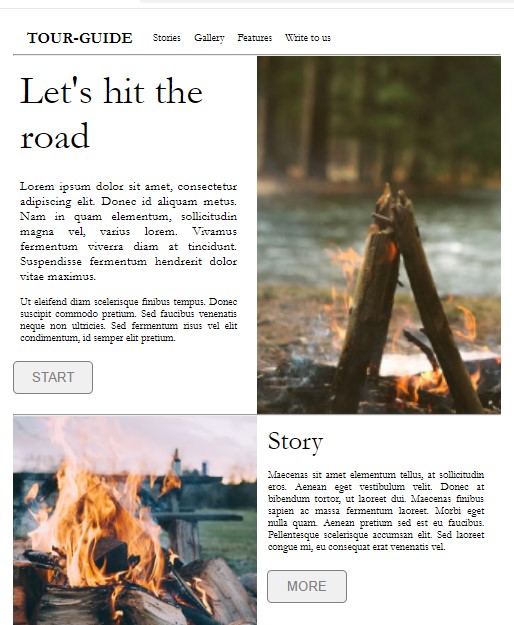 TOUR-GUIDE Stories Gallery Features Write to us
Let's hit the
road
Lorem ipsum dolor sit amet, consectetur
adipiscing elit. Donec id aliquam metus.
Nam in quam elementum, sollicitudin
magna vel, varius lorem. Vivamus
fermentum viverra diam at tincidunt.
Suspendisse fermentum hendrerit dolor
vitae maximus.
Ut eleifend diam scelerisque finibus tempus. Donec
suscipit commodo pretium. Sed faucibus venenatis
neque non ultricies. Sed fermentum risus vel elit
condimentum, id semper elit pretium.
START
Story
Maecenas sit amet elementum tellus, at sollicitudin
eros. Aenean eget vestibulum velit. Donec at
bibendum tortor, ut laoreet dui. Maecenas finibus
sapien ac massa fermentum laoreet. Morbi eget
nulla quam. Aenean pretium sed est eu faucibus.
Pellentesque scelerisque accumsan elit. Sed laoreet
congue mi, eu consequat erat venenatis vel.
MORE